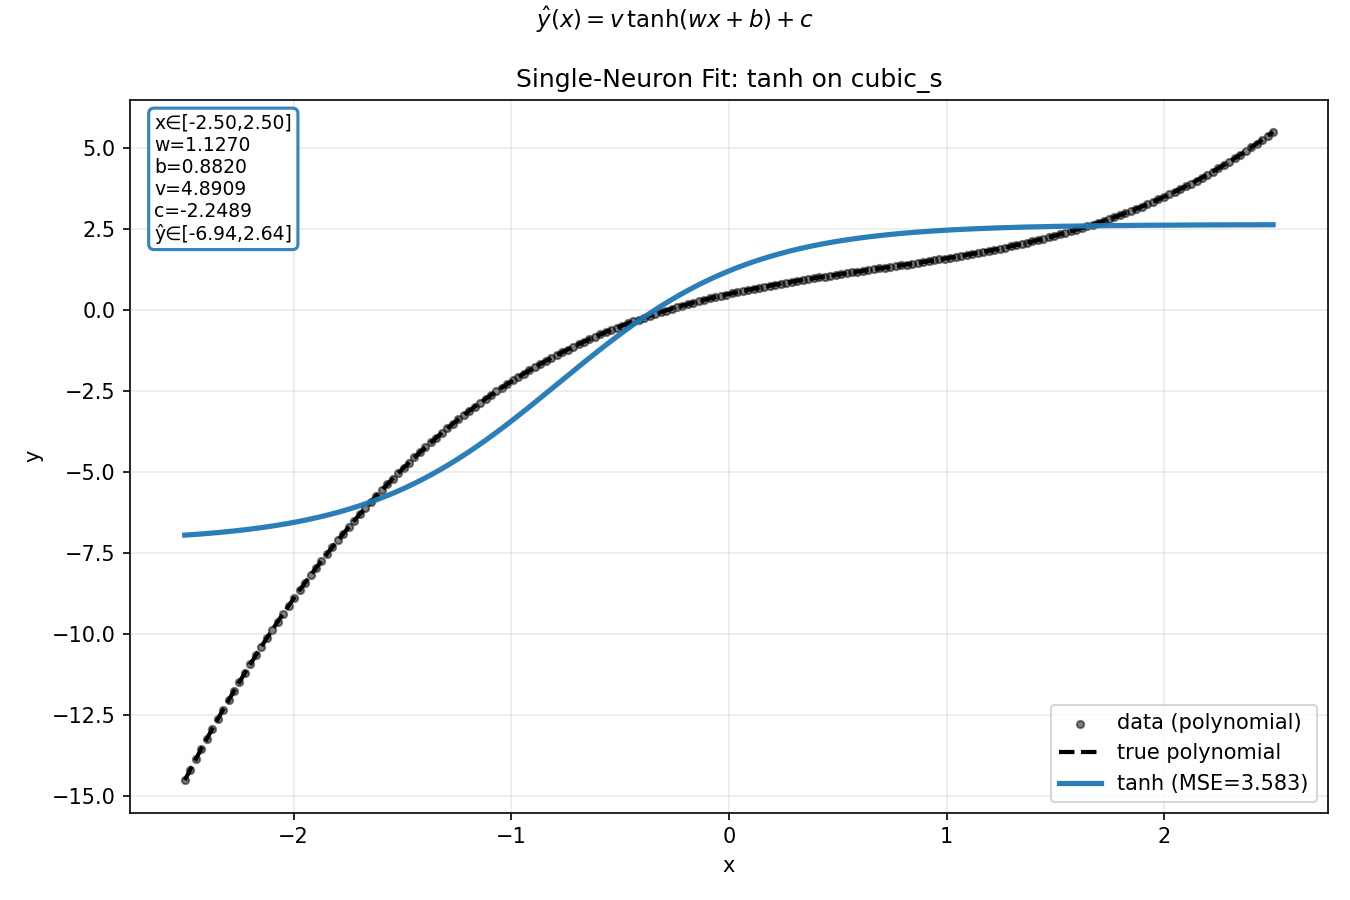 ŷ(x) = v tanh(wx + b) + c
Single-Neuron Fit: tanh on cubic_s
x∈[-2.50,2.50]
w=1.1270
b=0.8820
v=4.8909
c=-2.2489
ŷ∈[-6.94,2.64]
5.0
2.5
0.0
−2.5
−5.0
−7.5
−10.0
−12.5
−15.0
y
data (polynomial)
true polynomial
tanh (MSE=3.583)
−2 −1 0 1 2
x